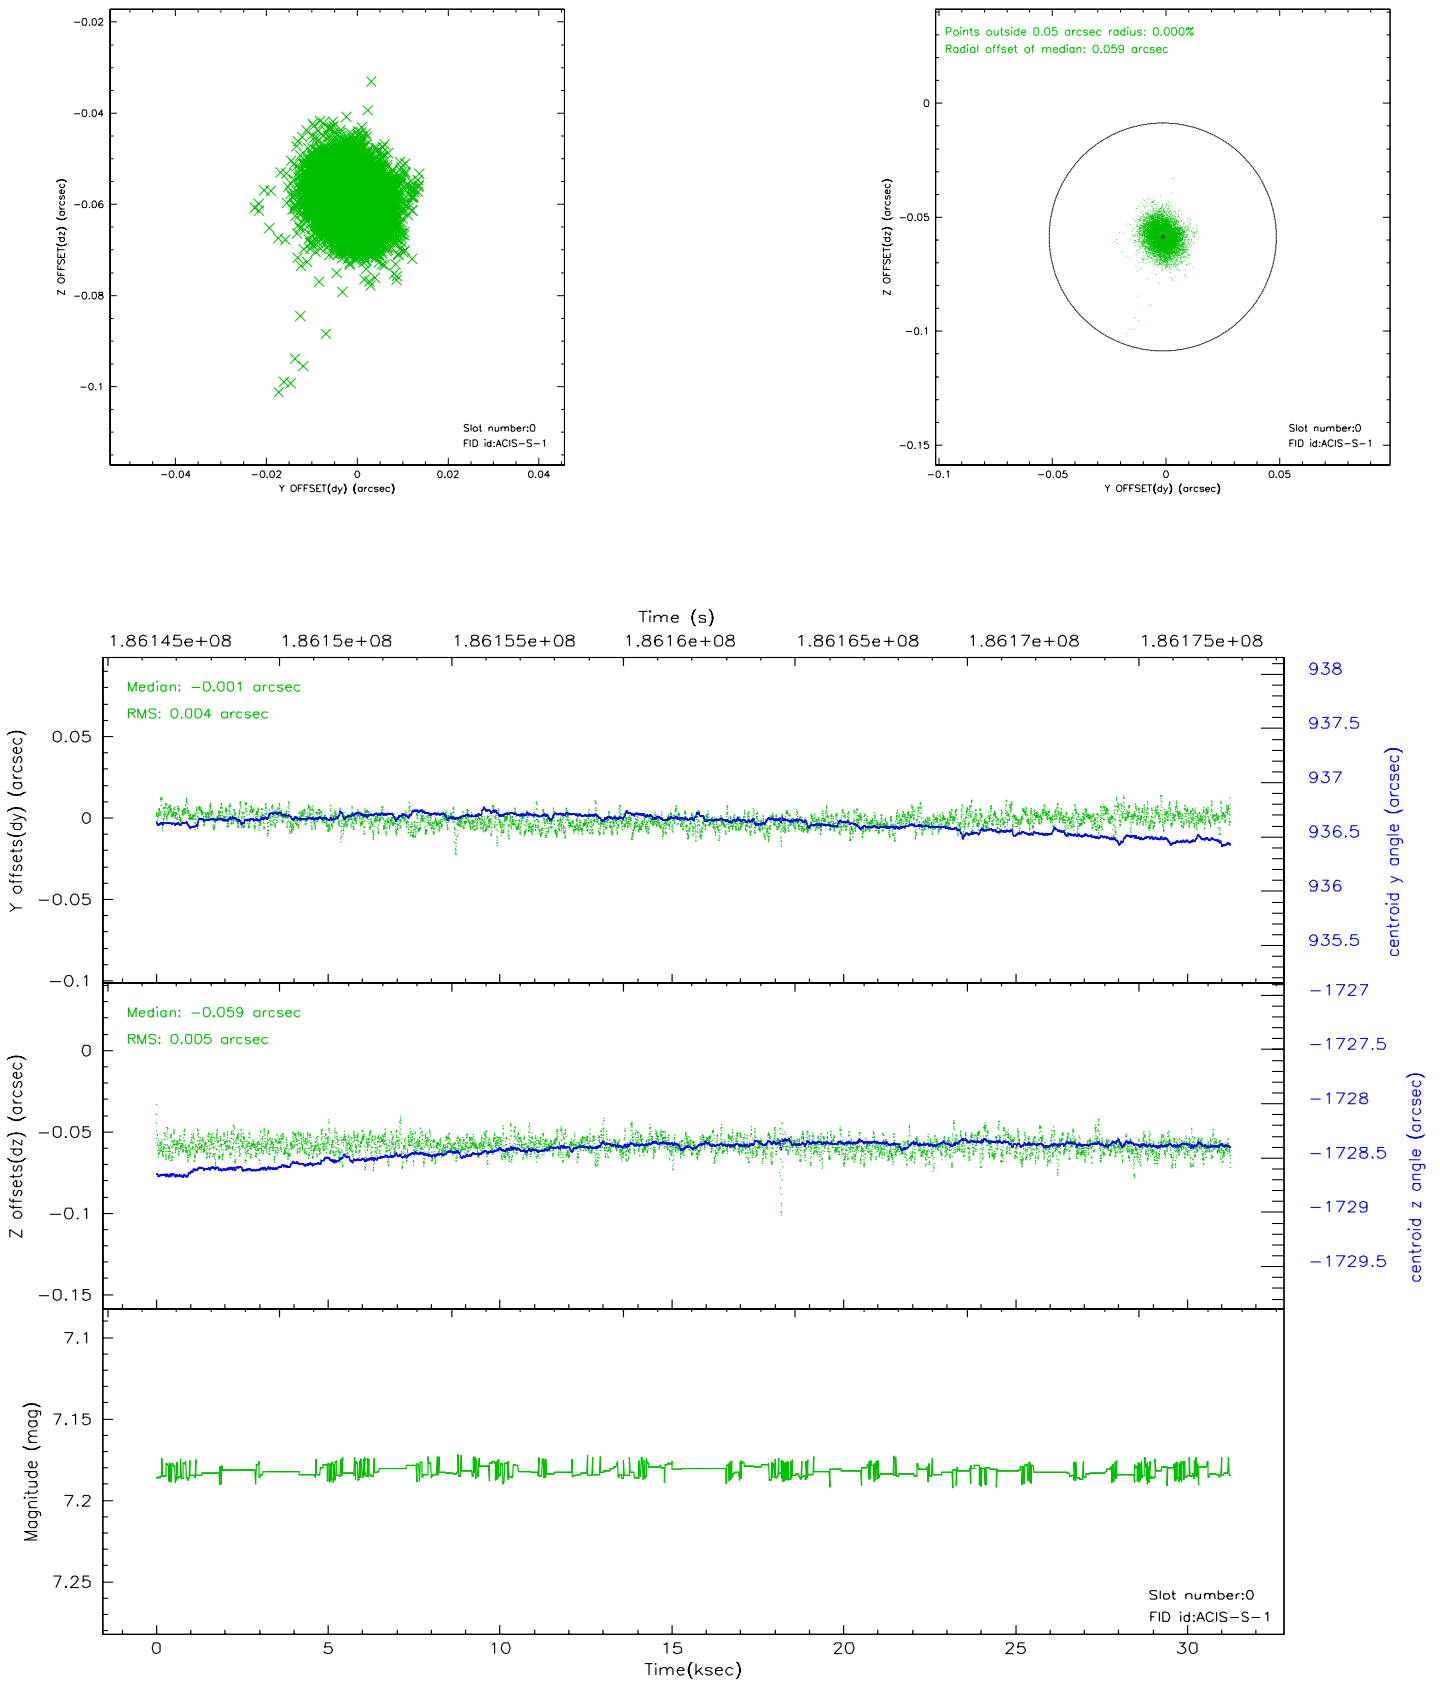 −0.02
−0.04
−0.06
−0.08
−0.1
Z OFFSET(dz) (arcsec)
Slot number:0
FID id:ACIS−S−1
−0.04 −0.02 0 0.02 0.04
Y OFFSET(dy) (arcsec)
Points outside 0.05 arcsec radius: 0.000%
Radial offset of median: 0.059 arcsec
0
−0.05
−0.1
−0.15
Z OFFSET(dz) (arcsec)
Slot number:0
FID id:ACIS−S−1
−0.1 −0.05 0 0.05
Y OFFSET(dy) (arcsec)
Time (s)
1.86145e+08 1.8615e+08 1.86155e+08 1.8616e+08 1.86165e+08 1.8617e+08 1.86175e+08
Median: −0.001 arcsec
RMS: 0.004 arcsec
0.05
0
−0.05
−0.1
Y offsets(dy) (arcsec)
938
937.5
937
936.5
936
935.5
centroid y angle (arcsec)
Median: −0.059 arcsec
RMS: 0.005 arcsec
0
−0.05
−0.1
−0.15
Z offsets(dz) (arcsec)
−1727
−1727.5
−1728
−1728.5
−1729
−1729.5
centroid z angle (arcsec)
7.1
7.15
7.2
7.25
Magnitude (mag)
Slot number:0
FID id:ACIS−S−1
0 5 10 15 20 25 30
Time(ksec)